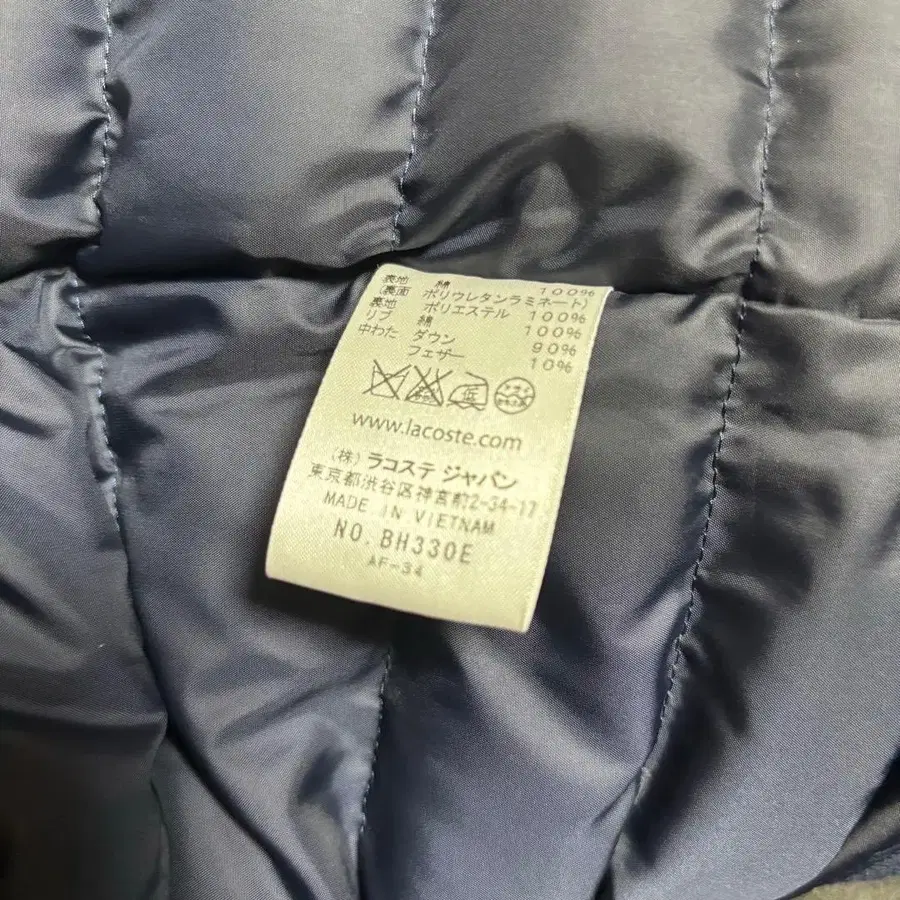 表地 綿 100%
(裏面 ポリウレタンラミネート)
裏地 ポリエステル 100%
リブ 綿 100%
中わた ダウン 90%
フェザー 10%
低
www.lacoste.com
(株) ラコステ ジャパン
東京都渋谷区神宮前2-34-17
MADE IN VIETNAM
NO.BH330E
AF-34